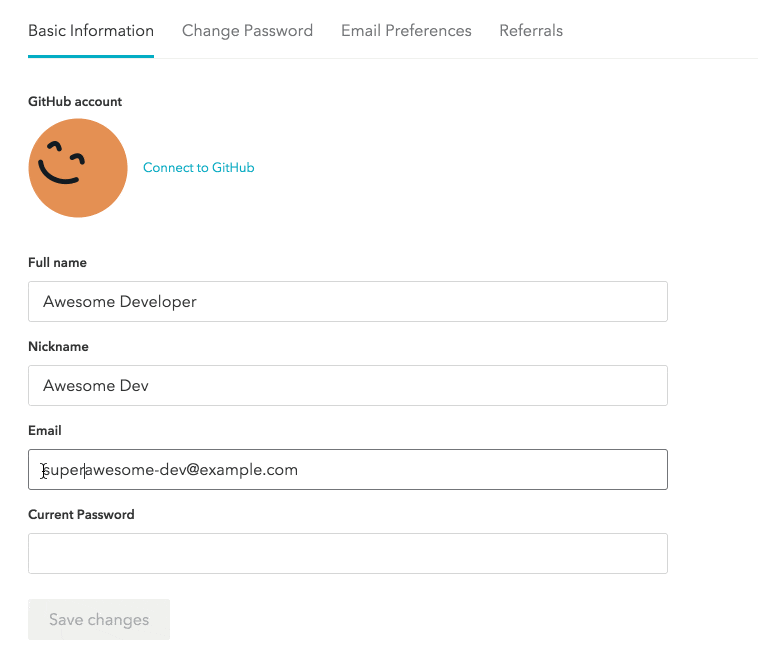 Basic Information Change Password Email Preferences Referrals
GitHub account
Connect to GitHub
Full name
Awesome Developer
Nickname
Awesome Dev
Email
superawesome-dev@example.com
Current Password
Save changes